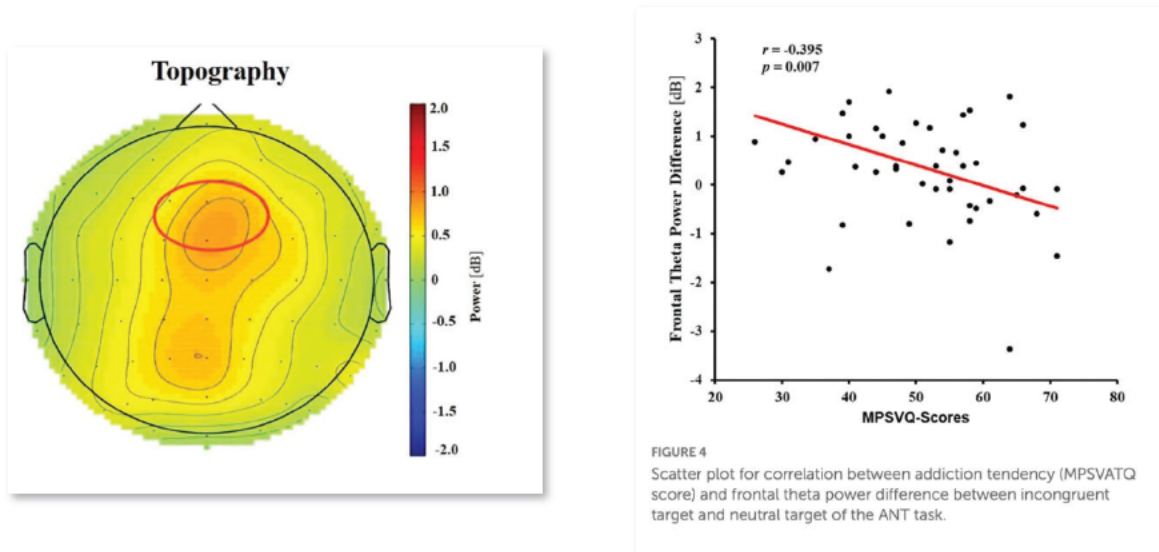 Topography
2.0
1.5
1.0
0.5
0
-0.5
-1.0
-1.5
-2.0
Power [dB]
3
2
1
0
-1
-2
-3
-4
Frontal Theta Power Difference [dB]
r = -0.395
p = 0.007
20 30 40 50 60 70 80
MPSVQ-Scores
FIGURE 4
Scatter plot for correlation between addiction tendency (MPSVATQ
score) and frontal theta power difference between incongruent
target and neutral target of the ANT task.